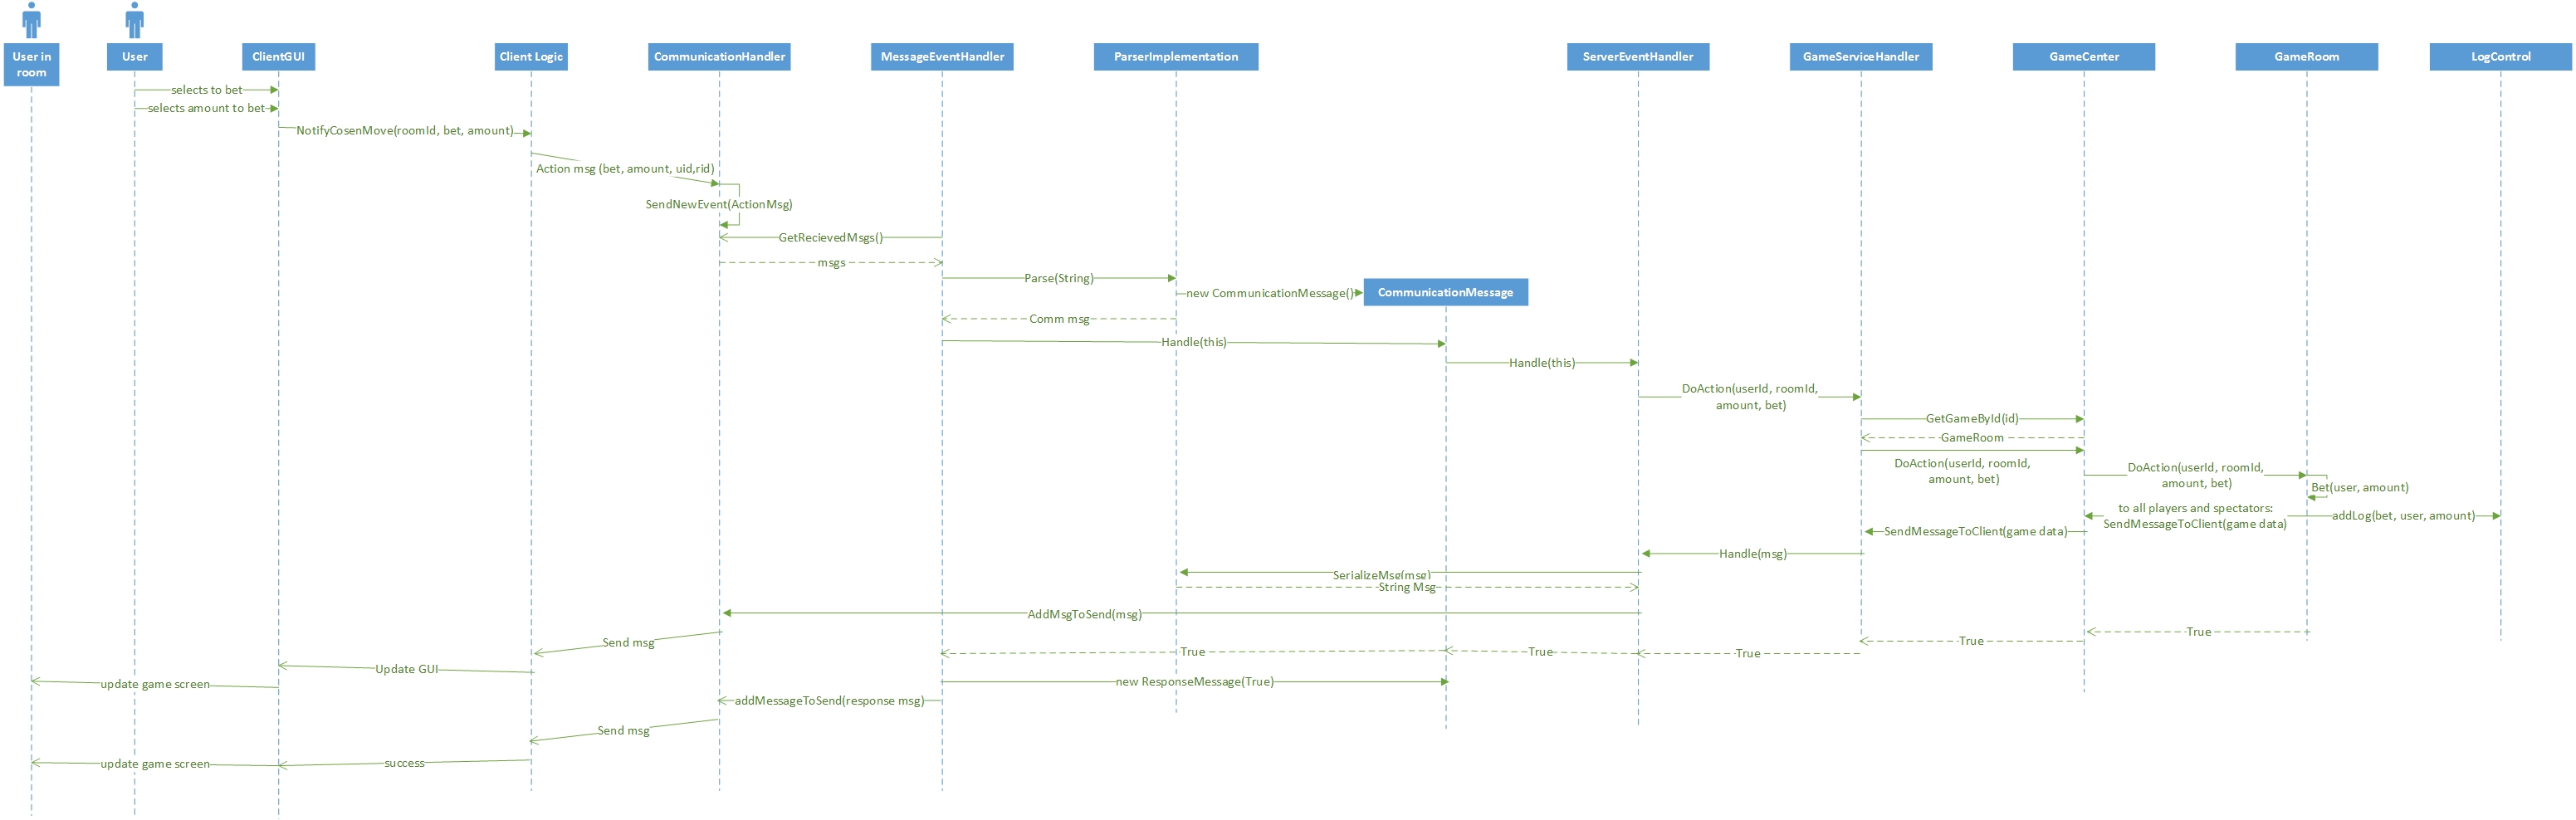 User in
room
User
ClientGUI
Client Logic
CommunicationHandler
MessageEventHandler
ParserImplementation
ServerEventHandler
GameServiceHandler
GameCenter
GameRoom
LogControl
selects to bet
selects amount to bet
NotifyCosenMove(roomId, bet, amount)
Action msg (bet, amount, uid,rid)
SendNewEvent(ActionMsg)
GetRecievedMsgs()
msgs
Parse(String)
new CommunicationMessage()
CommunicationMessage
Comm msg
Handle(this)
Handle(this)
DoAction(userId, roomId,
amount, bet)
GetGameById(id)
GameRoom
DoAction(userId, roomId,
amount, bet)
DoAction(userId, roomId,
amount, bet)
Bet(user, amount)
to all players and spectators:
SendMessageToClient(game data)
addLog(bet, user, amount)
SendMessageToClient(game data)
Handle(msg)
SerializeMsg(msg)
String Msg
AddMsgToSend(msg)
Send msg
True
True
True
True
True
Update GUI
update game screen
new ResponseMessage(True)
addMessageToSend(response msg)
Send msg
update game screen
success